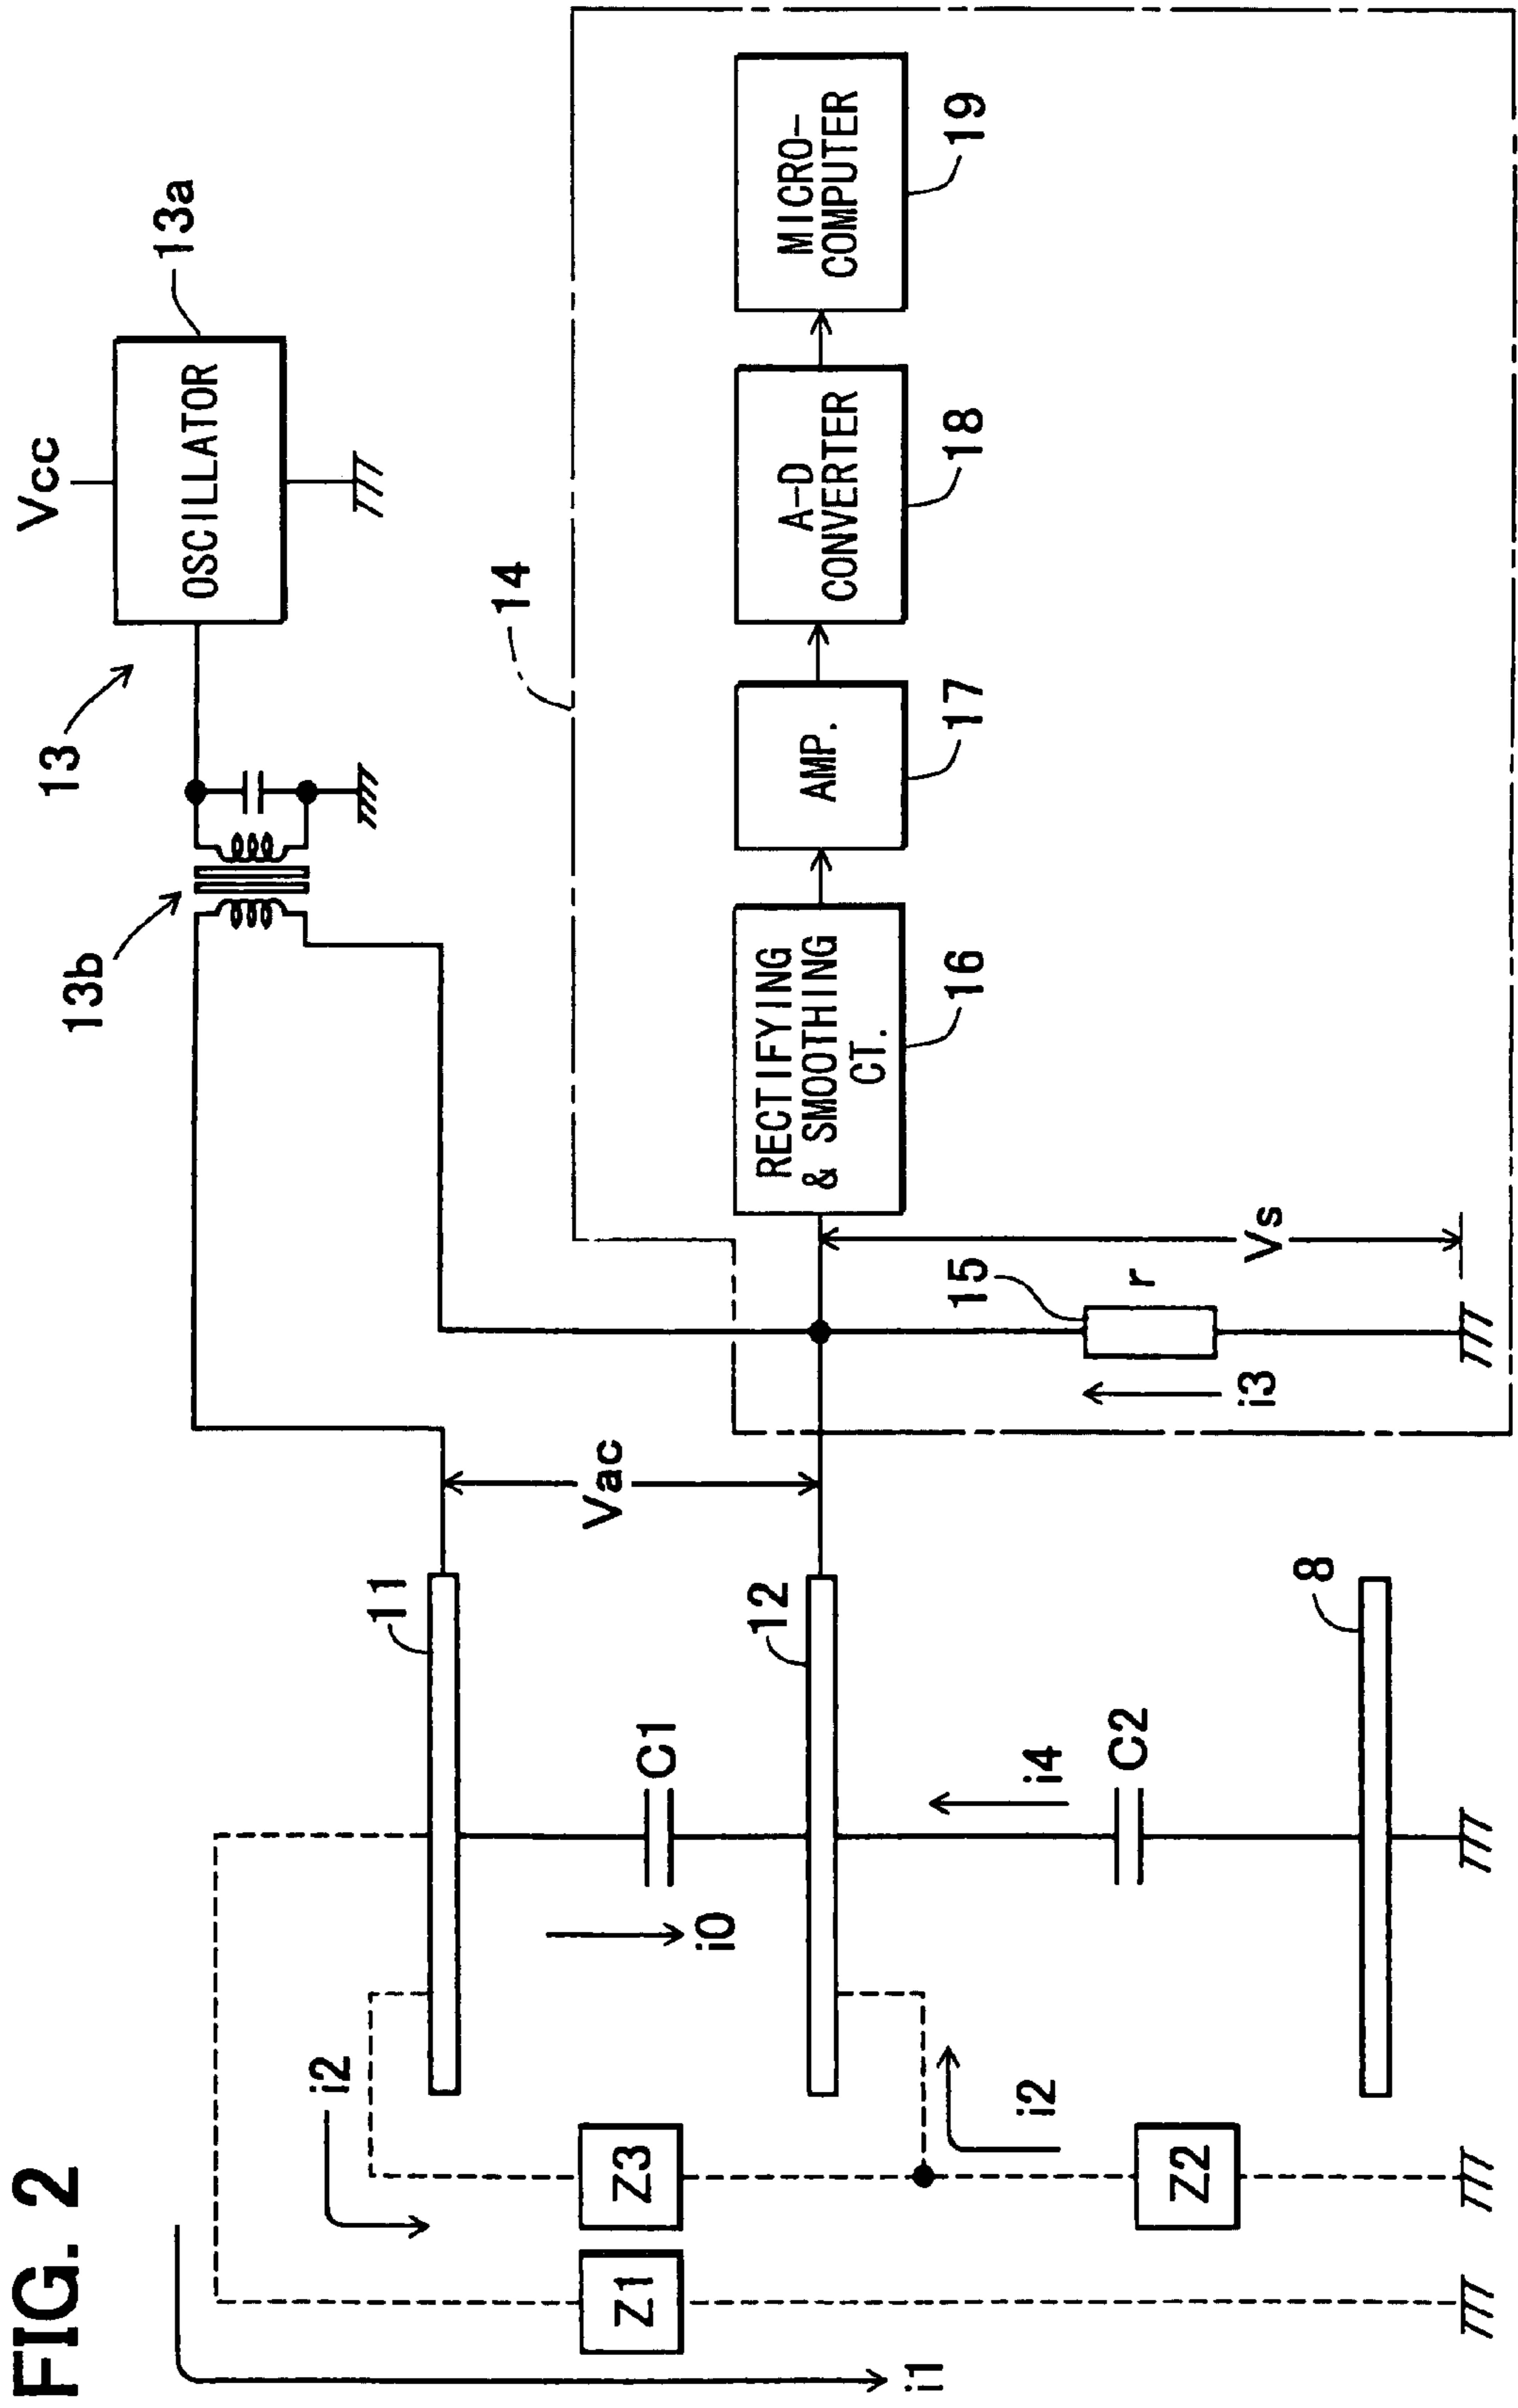 FIG. 2
13
Vcc
13a
OSCILLATOR
13b
14
i1
i2
11
Vac
Z1
Z3
i0
C1
12
RECTIFYING
& SMOOTHING
CT.
16
AMP.
17
A-D
CONVERTER
18
MICRO-
COMPUTER
19
i2
Z2
i4
C2
8
15
r
i3
Vs